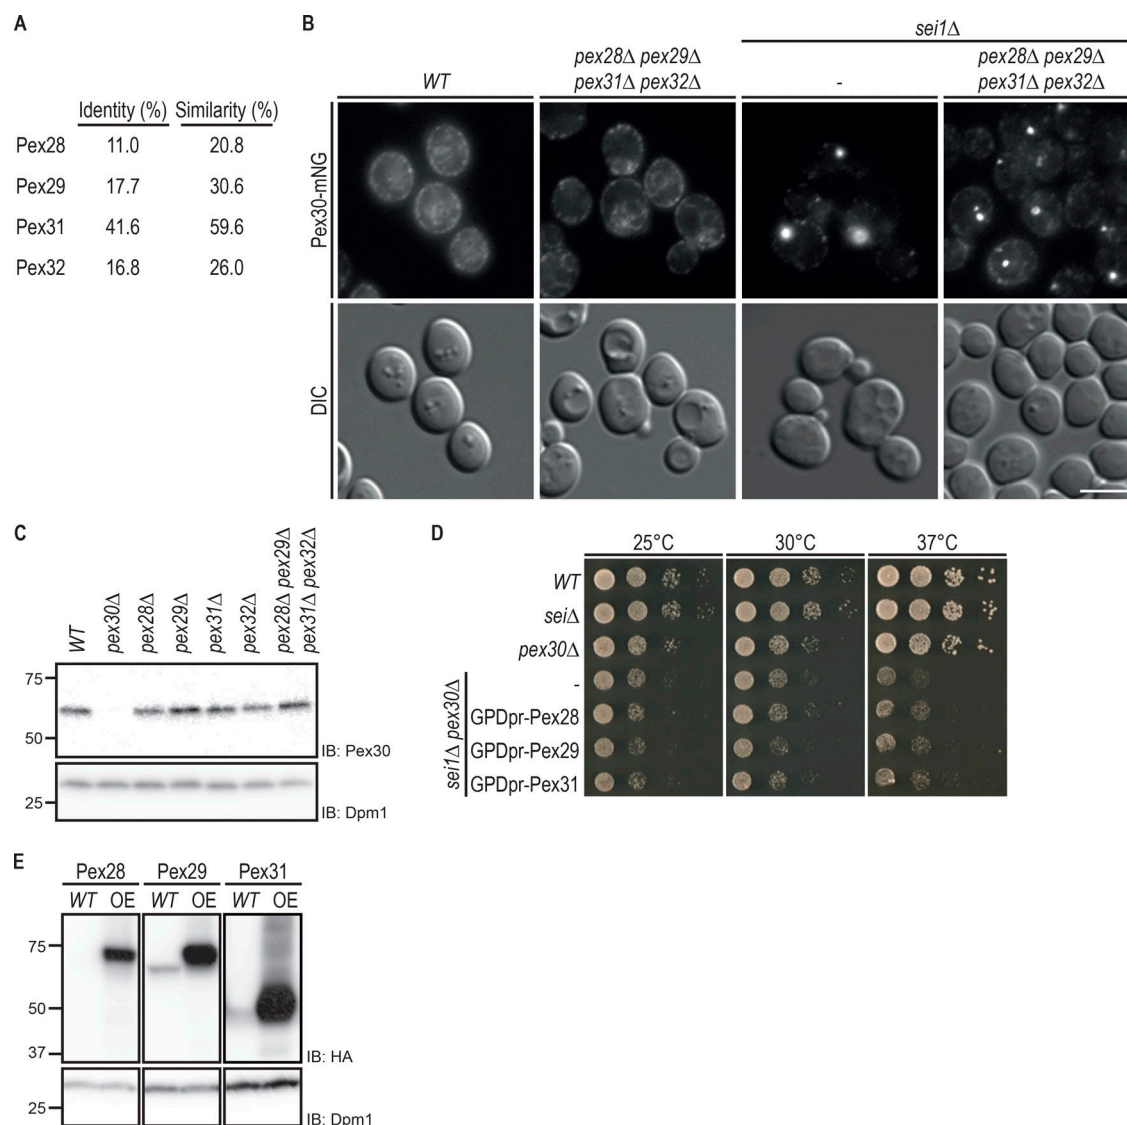 A
Identity (%) Similarity (%)
Pex28 11.0 20.8
Pex29 17.7 30.6
Pex31 41.6 59.6
Pex32 16.8 26.0
B
sei1Δ
WT
pex28Δ pex29Δ
pex31Δ pex32Δ
-
pex28Δ pex29Δ
pex31Δ pex32Δ
Pex30-mNG
DIC
C
WT
pex30Δ
pex28Δ
pex29Δ
pex31Δ
pex32Δ
pex28Δ pex29Δ
pex31Δ pex32Δ
75
50
IB: Pex30
25
IB: Dpm1
D
25°C 30°C 37°C
WT
seiΔ
pex30Δ
sei1Δ pex30Δ
-
GPDpr-Pex28
GPDpr-Pex29
GPDpr-Pex31
E
Pex28 Pex29 Pex31
WT OE WT OE WT OE
75
50
37
IB: HA
25
IB: Dpm1